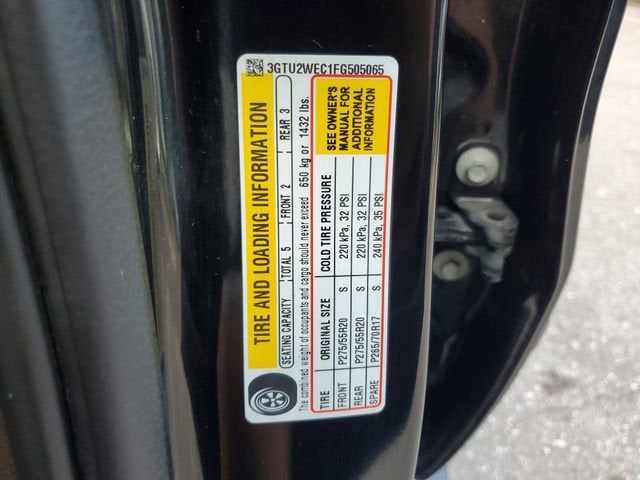 3GTU2WEC1FG505065
TIRE AND LOADING INFORMATION
SEATING CAPACITY TOTAL 5 FRONT 2 REAR 3
The combined weight of occupants and cargo should never exceed 650 kg or 1432 lbs.
TIRE ORIGINAL SIZE COLD TIRE PRESSURE
FRONT P275/55R20 S 220 kPa, 32 PSI
REAR P275/55R20 S 220 kPa, 32 PSI
SPARE P265/70R17 S 240 kPa, 35 PSI
SEE OWNER'S
MANUAL FOR
ADDITIONAL
INFORMATION